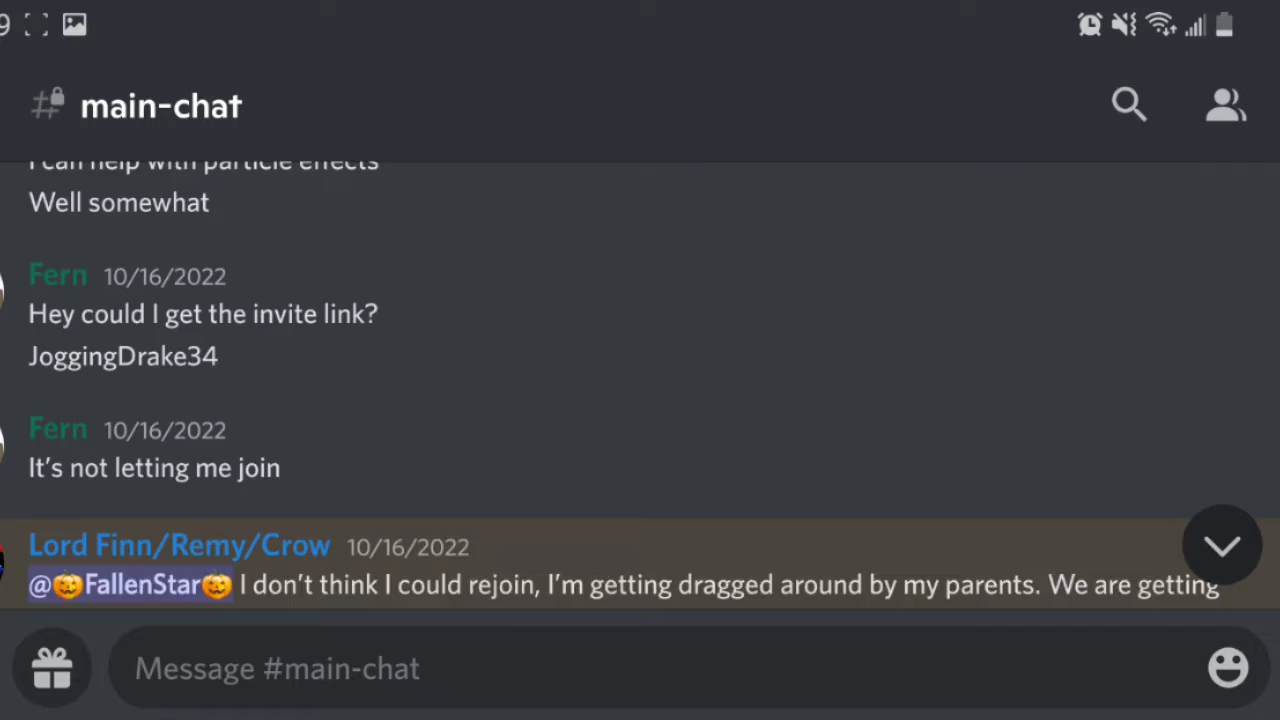 9
main-chat
I can help with particle effects
Well somewhat
Fern 10/16/2022
Hey could I get the invite link?
JoggingDrake34
Fern 10/16/2022
It's not letting me join
Lord Finn/Remy/Crow 10/16/2022
@🎃FallenStar🎃 I don't think I could rejoin, I'm getting dragged around by my parents. We are getting
Message #main-chat